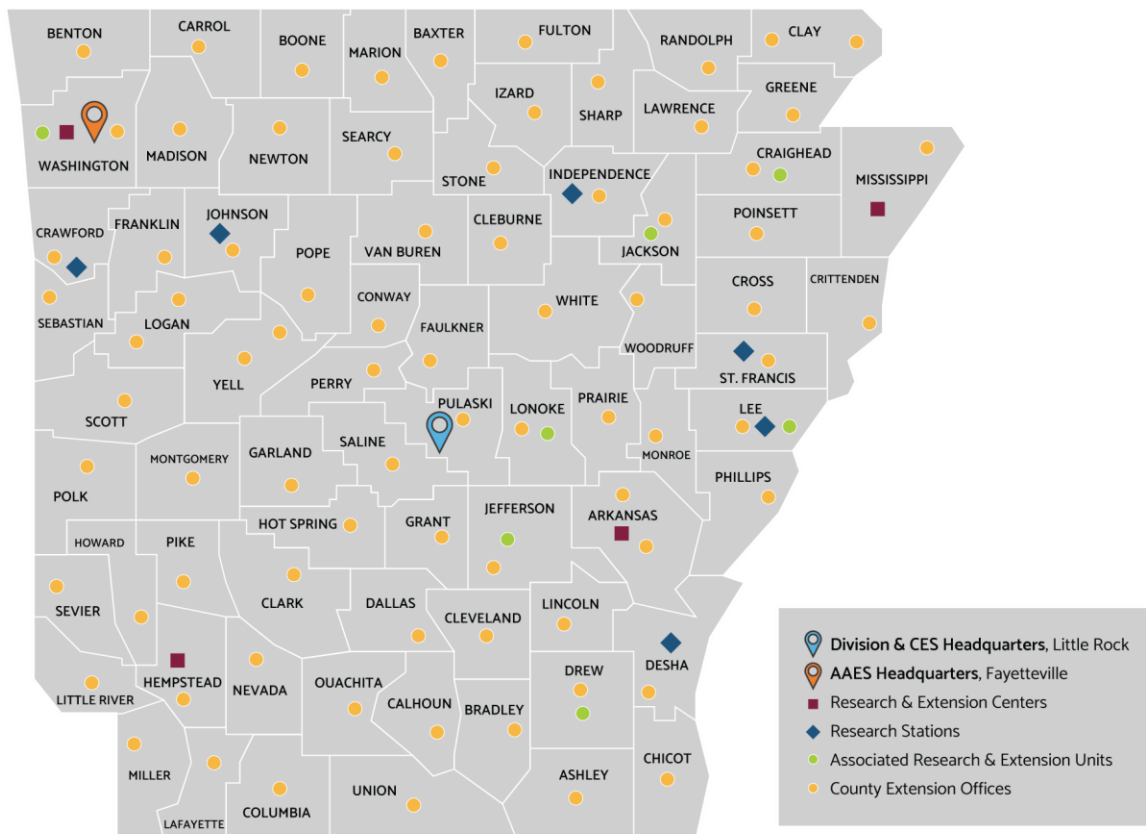 BENTON
CARROL
BOONE
MARION
BAXTER
FULTON
RANDOLPH
CLAY
IZARD
SHARP
LAWRENCE
GREENE
WASHINGTON
MADISON
NEWTON
SEARCY
STONE
INDEPENDENCE
CRAIGHEAD
MISSISSIPPI
CRAWFORD
FRANKLIN
JOHNSON
POPE
VAN BUREN
CLEBURNE
JACKSON
POINSETT
SEBASTIAN
LOGAN
CONWAY
FAULKNER
WHITE
WOODRUFF
CROSS
CRITTENDEN
SCOTT
YELL
PERRY
PULASKI
LONOKE
PRAIRIE
ST. FRANCIS
LEE
MONROE
POLK
MONTGOMERY
GARLAND
SALINE
PHILLIPS
HOT SPRING
GRANT
JEFFERSON
ARKANSAS
HOWARD
PIKE
SEVIER
CLARK
DALLAS
CLEVELAND
LINCOLN
DESHA
LITTLE RIVER
HEMPSTEAD
NEVADA
OUACHITA
CALHOUN
BRADLEY
DREW
MILLER
LAFAYETTE
COLUMBIA
UNION
ASHLEY
CHICOT
Division & CES Headquarters, Little Rock
AAES Headquarters, Fayetteville
Research & Extension Centers
Research Stations
Associated Research & Extension Units
County Extension Offices